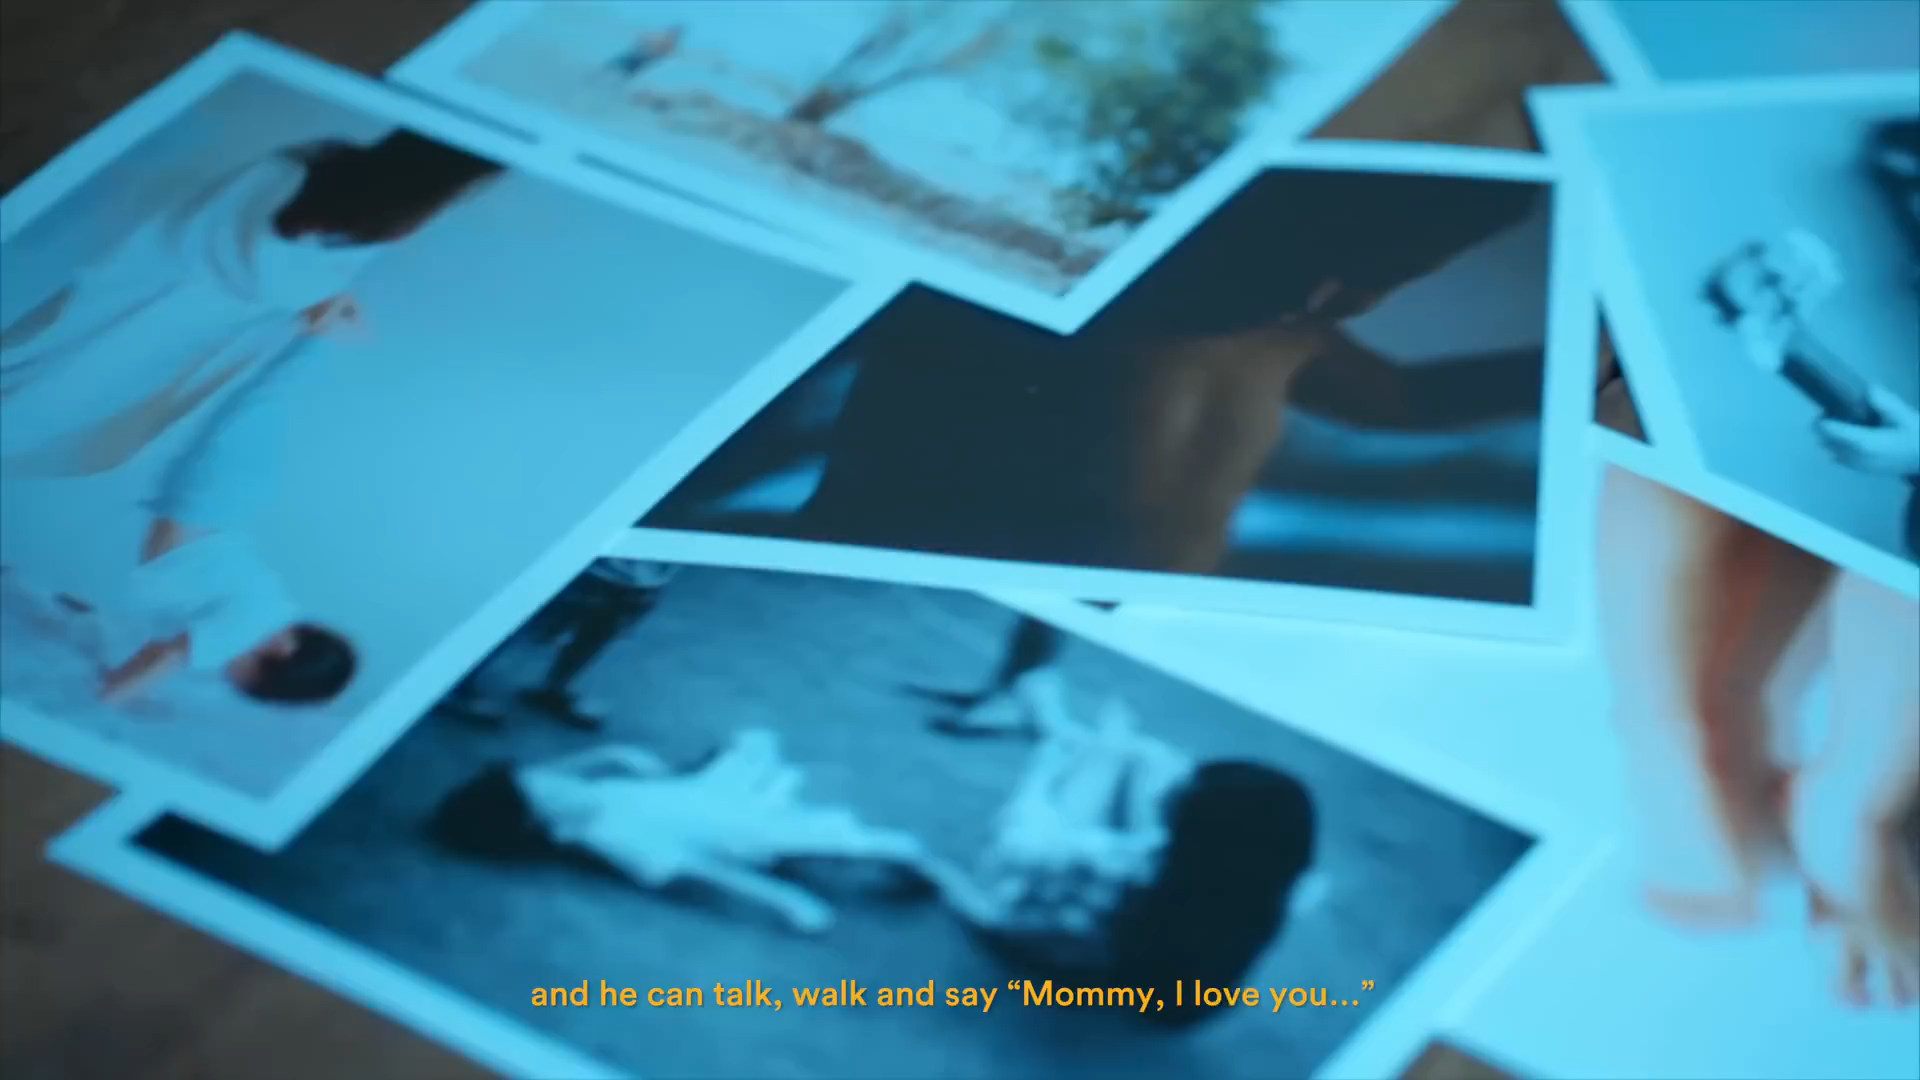 and he can talk, walk and say “Mommy, I love you...”